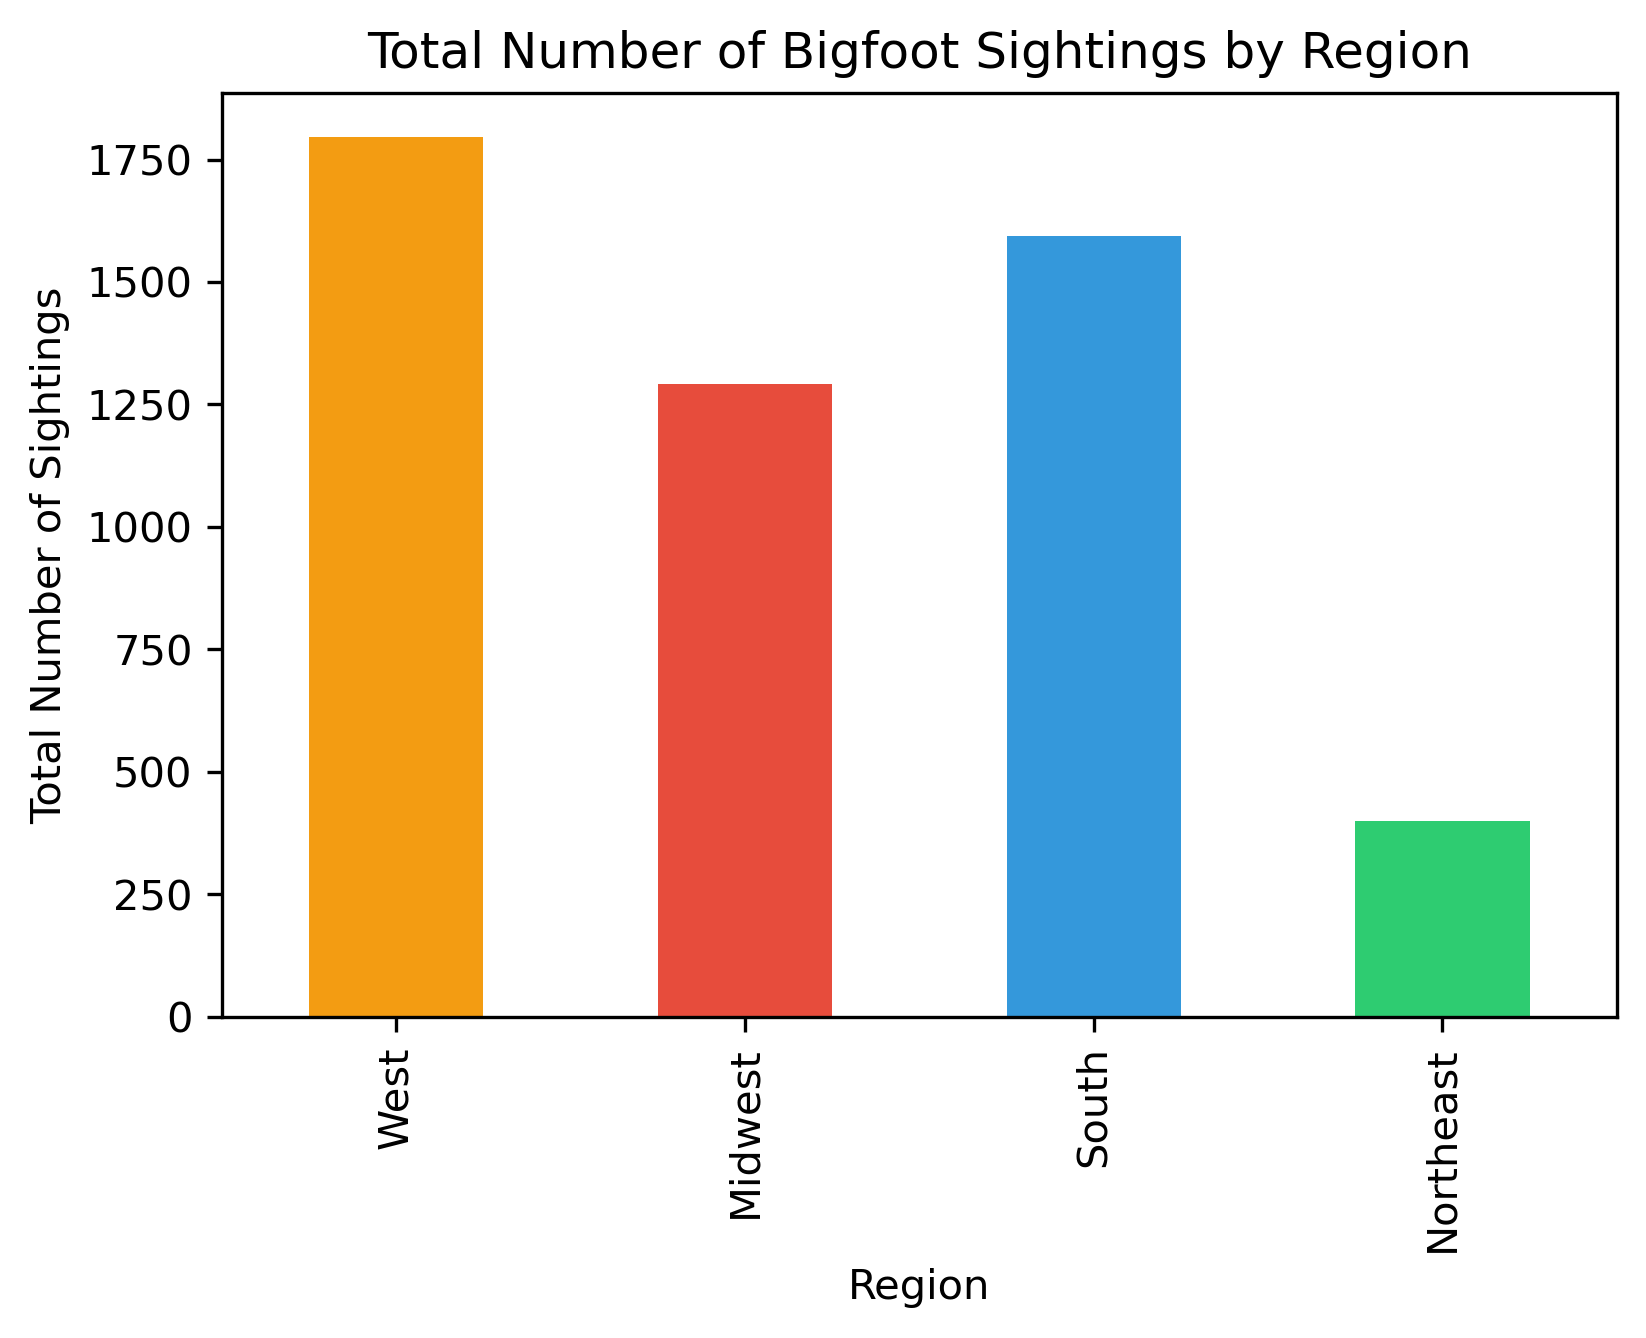 Total Number of Bigfoot Sightings by Region
Total Number of Sightings
1750
1500
1250
1000
750
500
250
0
West
Midwest
South
Northeast
Region